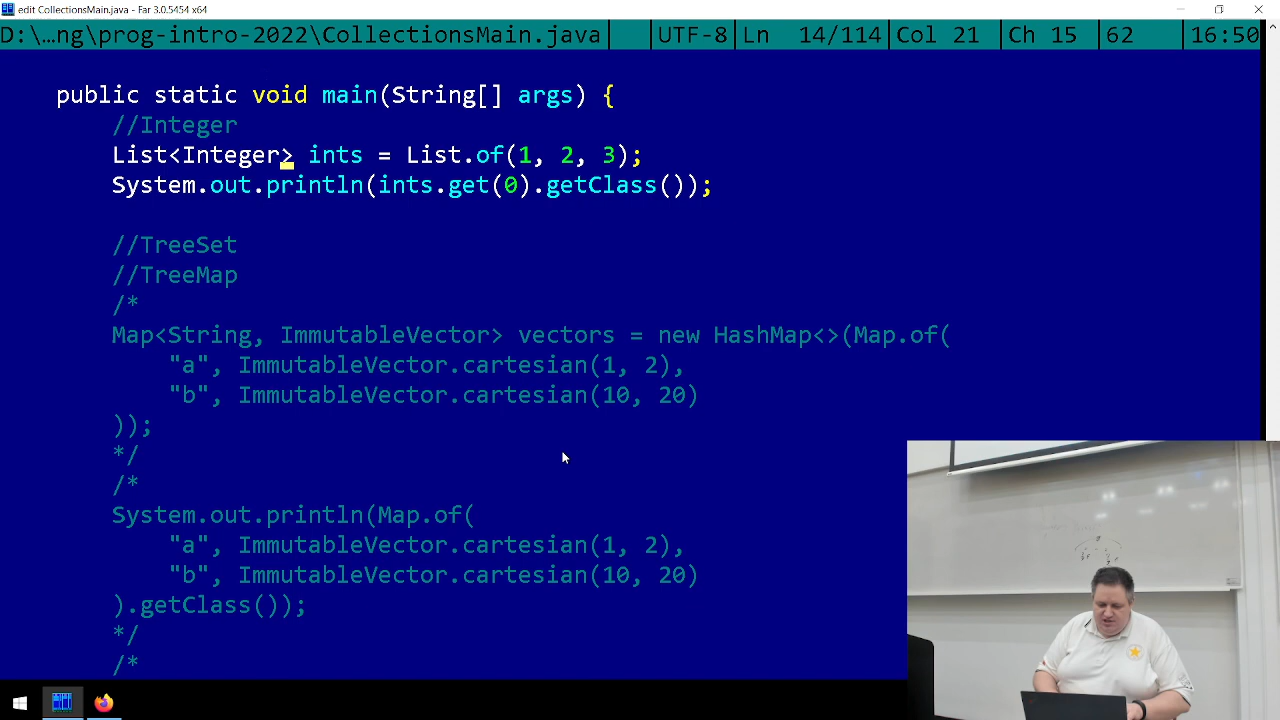 edit CollectionsMain.java - Far 3.0.5454 x64
D:\…ng\prog-intro-2022\CollectionsMain.java UTF-8 Ln 14/114 Col 21 Ch 15 62 16:50
public static void main(String[] args) {
//Integer
List<Integer> ints = List.of(1, 2, 3);
System.out.println(ints.get(0).getClass());
//TreeSet
//TreeMap
/*
Map<String, ImmutableVector> vectors = new HashMap<>(Map.of(
"a", ImmutableVector.cartesian(1, 2),
"b", ImmutableVector.cartesian(10, 20)
));
*/
/*
System.out.println(Map.of(
"a", ImmutableVector.cartesian(1, 2),
"b", ImmutableVector.cartesian(10, 20)
).getClass());
*/
/*